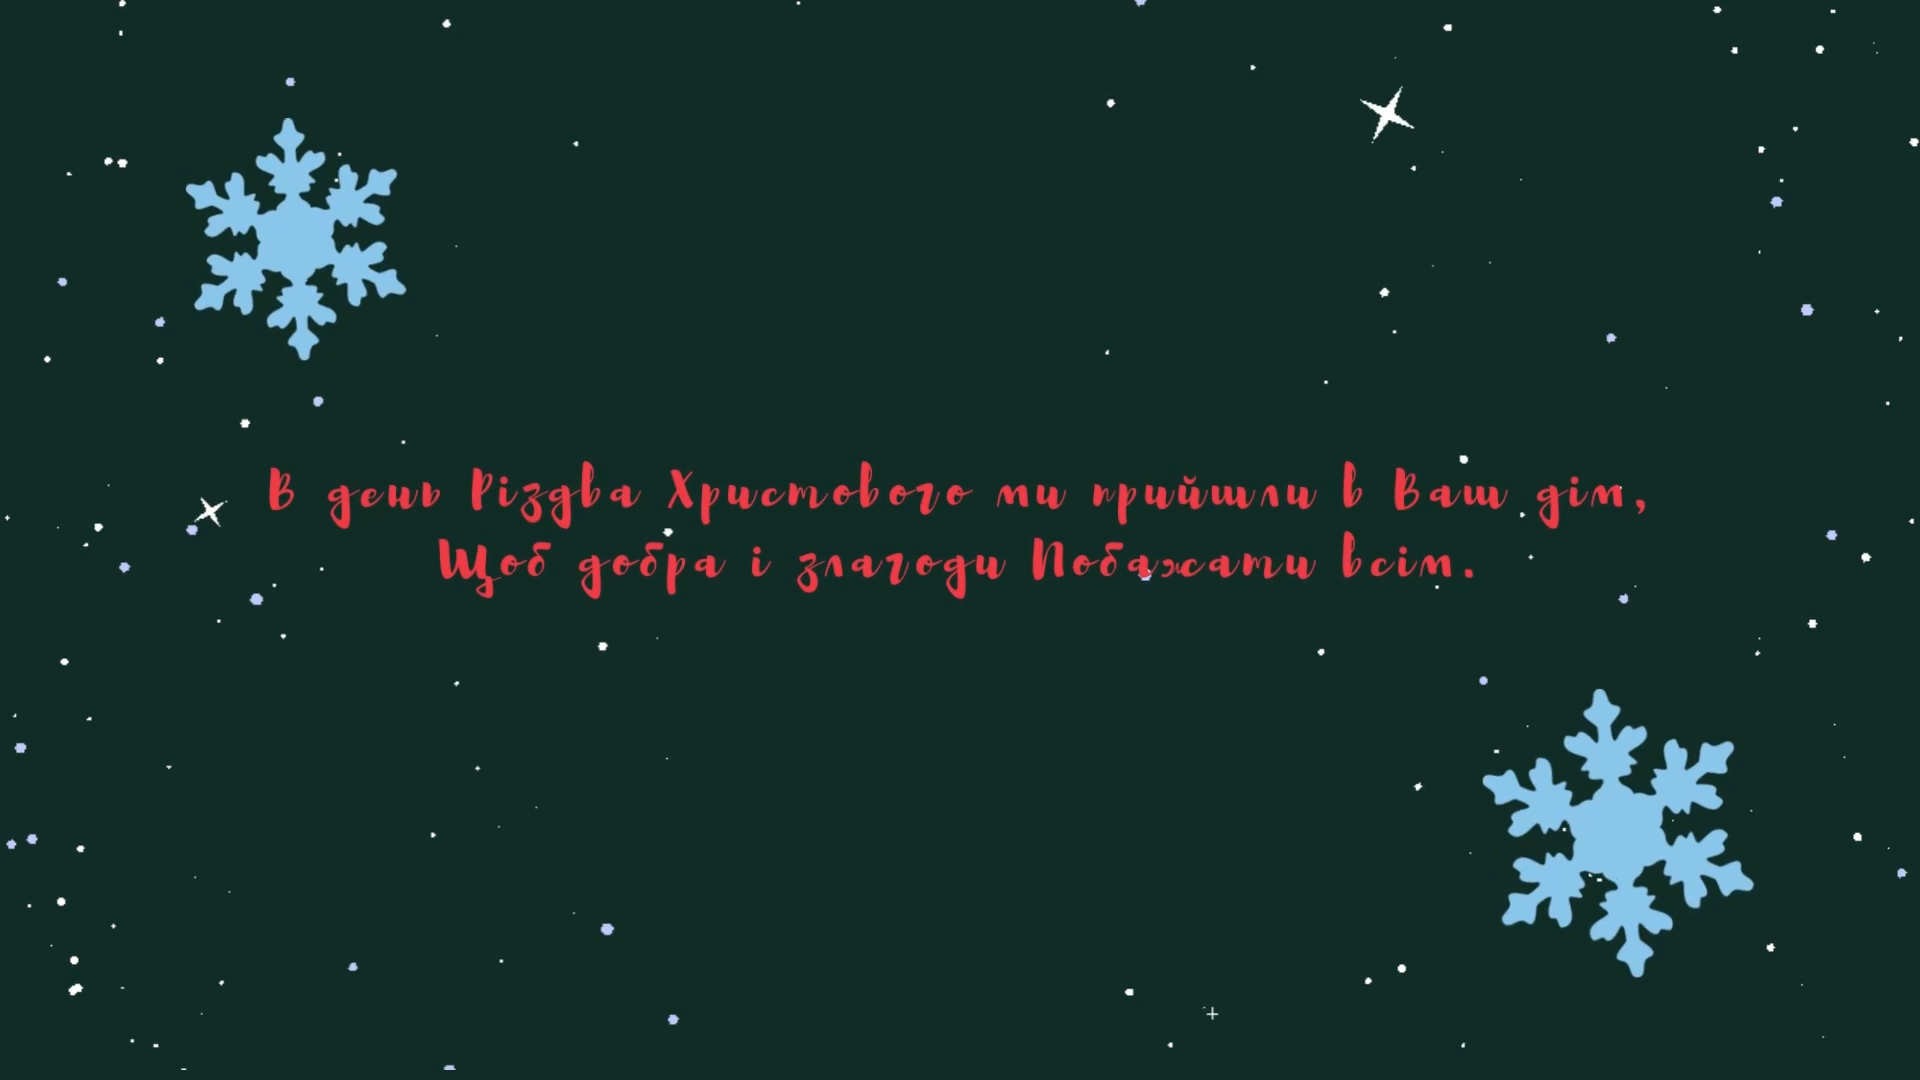 В день Різдва Христового ми прийшли в Ваш дім,
Щоб добра і злагоди Побажати всім.